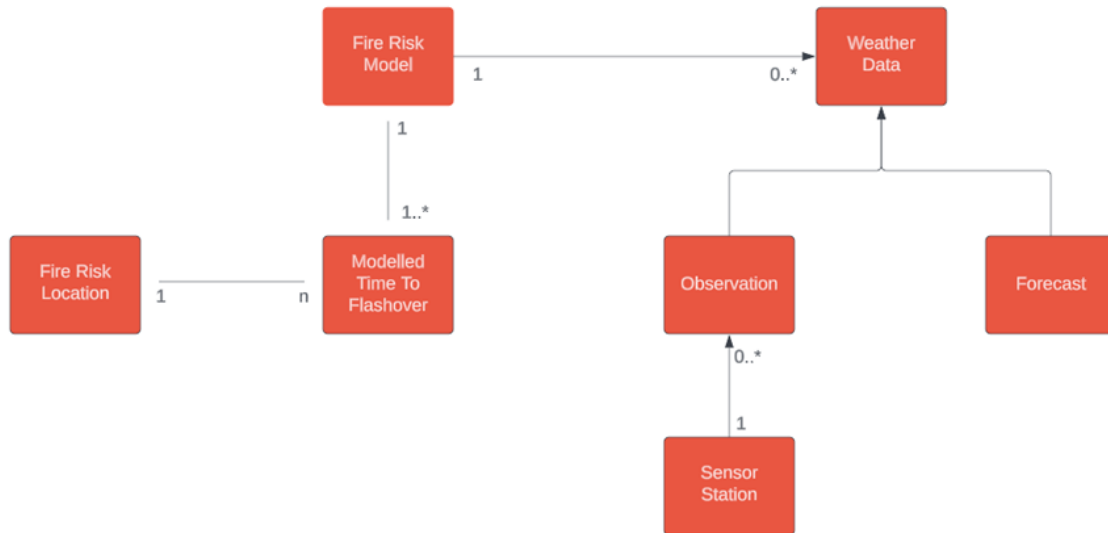 Fire Risk
Model
Weather
Data
1
0..*
1
1..*
Fire Risk
Location
Modelled
Time To
Flashover
Observation
Forecast
1
n
0..*
1
Sensor
Station